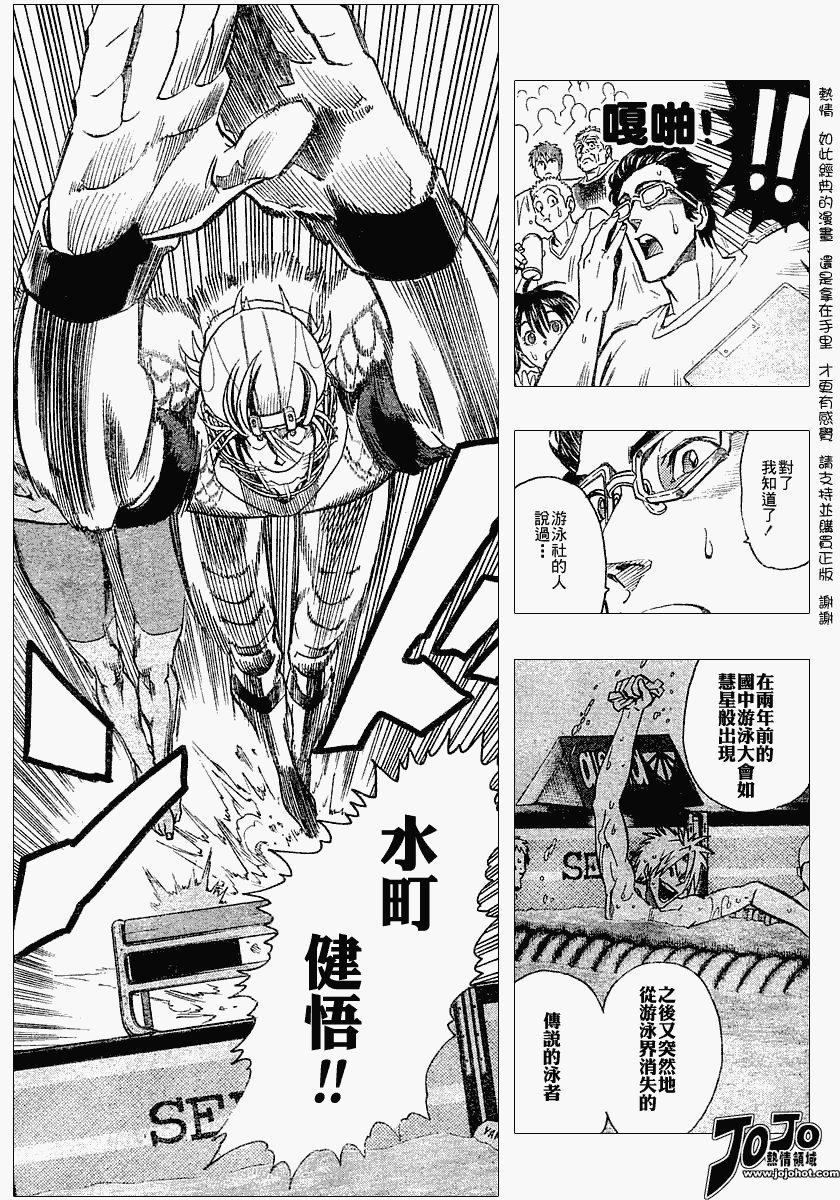 嘎啪!
!!
對了
我知道了!
游泳社的人
說過…
在兩年前的
國中游泳大會如
慧星般出現
SE
之後又突然地
從游泳界消失的
傳說的泳者
水町
健悟!!
SE
YA
熱情 如此經典的漫畫 還是拿在手里 才更有感覺 請支持並購買正版 謝謝
JOJO
熱情領域
www.jojohot.com